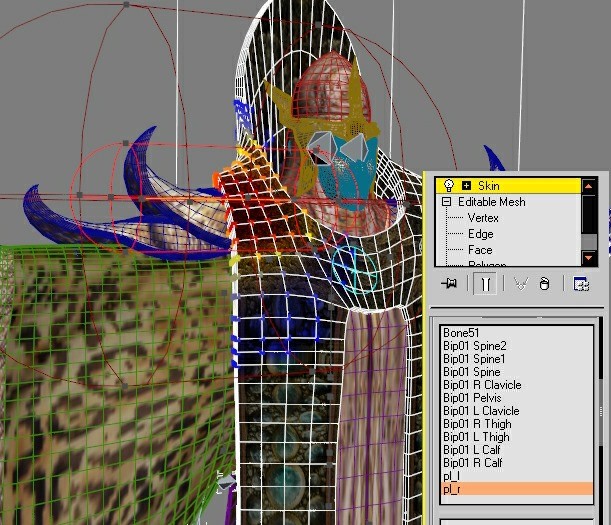 Skin
Editable Mesh
Vertex
Edge
Face
Polygon
Bone51
Bip01 Spine2
Bip01 Spine1
Bip01 Spine
Bip01 R Clavicle
Bip01 Pelvis
Bip01 L Clavicle
Bip01 R Thigh
Bip01 L Thigh
Bip01 L Calf
Bip01 R Calf
pl_l
pl_r